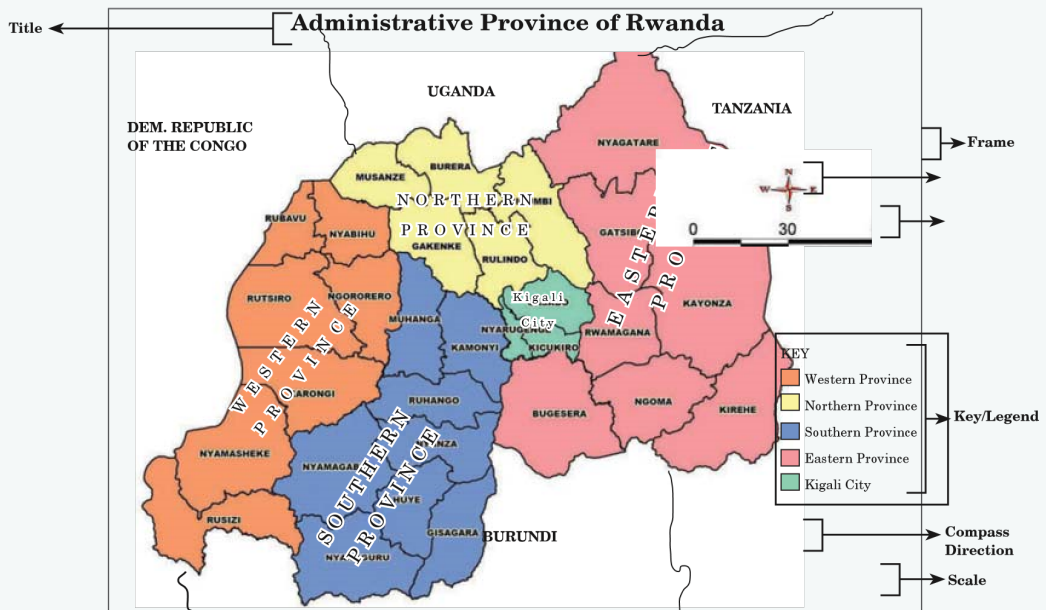 Administrative Province of Rwanda
Title
UGANDA
TANZANIA
DEM. REPUBLIC
OF THE CONGO
Frame
NYAGATARE
BURERA
MUSANZE
N
W E
S
NORTHERN
PROVINCE
RUBAVU
NYABIHU
GAKENKE
RULINDO
0 30
EASTER
PRO
RUTSIRO
NGORORERO
Kigali
City
KAYONZA
MUHANGA
RWAMAGANA
KICUKIRO
KAMONYI
WESTERN
PROVINCE
KEY
Western Province
Northern Province
Southern Province
Eastern Province
Kigali City
Key/Legend
RUHANGO
BUGESERA
NGOMA
KIREHE
NYAMASHEKE
SOUTHERN
PROVINCE
HUYE
RUSIZI
GISAGARA
BURUNDI
Compass
Direction
Scale